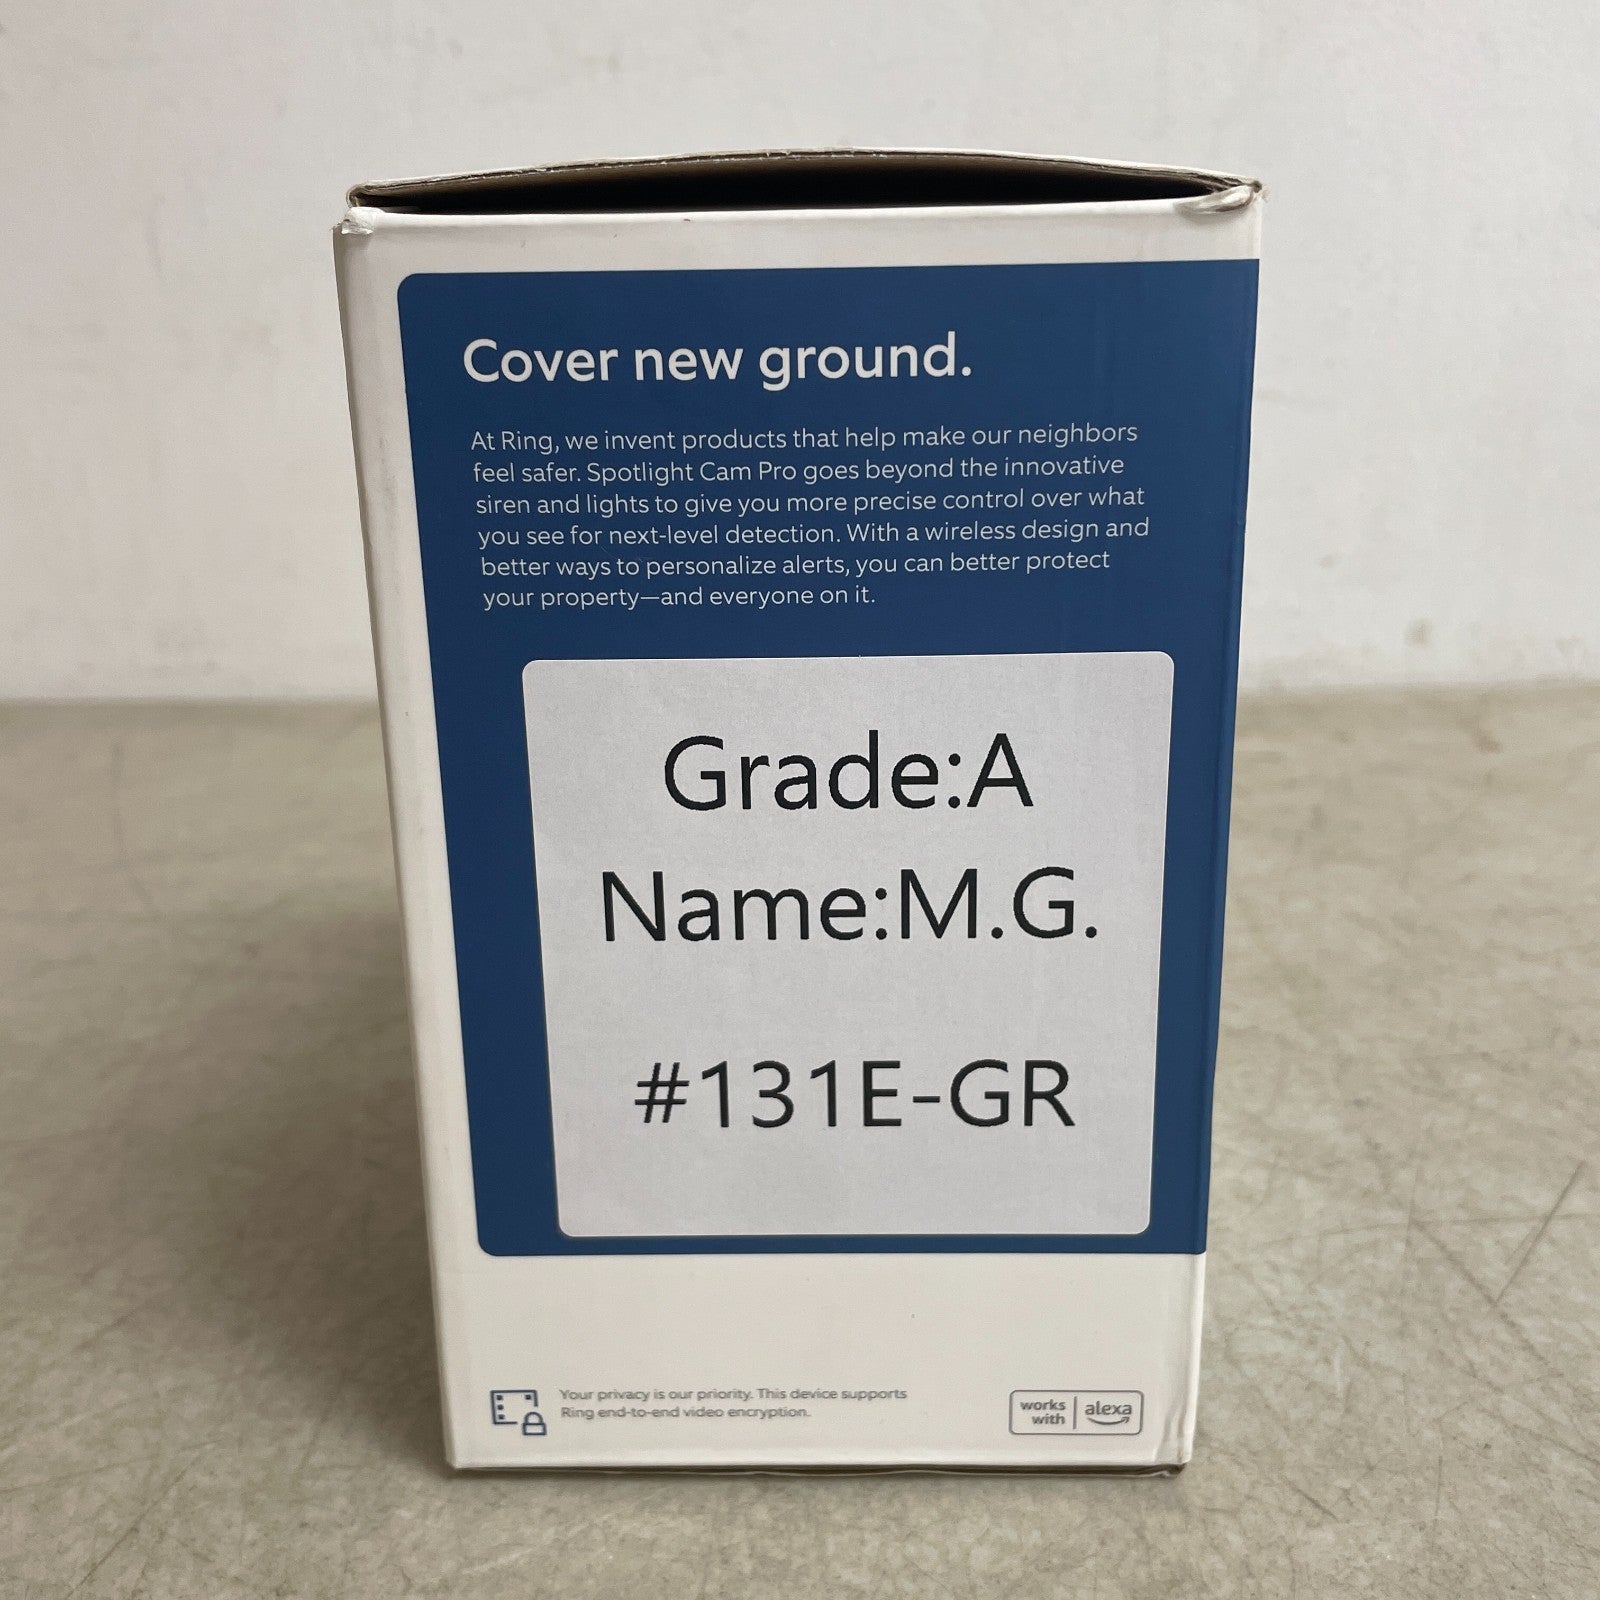 Cover new ground.
At Ring, we invent products that help make our neighbors
feel safer. Spotlight Cam Pro goes beyond the innovative
siren and lights to give you more precise control over what
you see for next-level detection. With a wireless design and
better ways to personalize alerts, you can better protect
your property—and everyone on it.
Grade:A
Name:M.G.
#131E-GR
Your privacy is our priority. This device supports
Ring end-to-end video encryption.
works
with
alexa